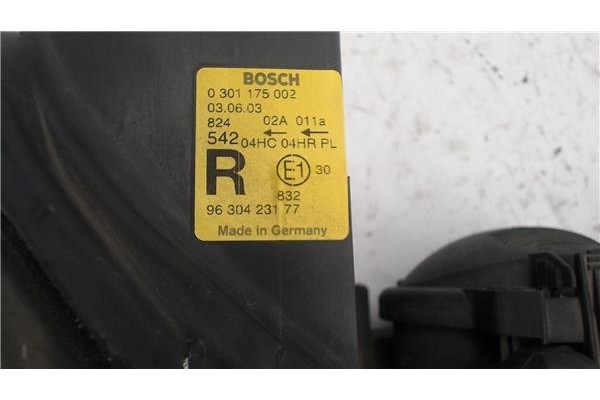 BOSCH
0 301 175 002
03.06.03
824 02A 011a
542 ← ←
04HC 04HR PL
R E1 30
832
96 304 231 77
Made in Germany